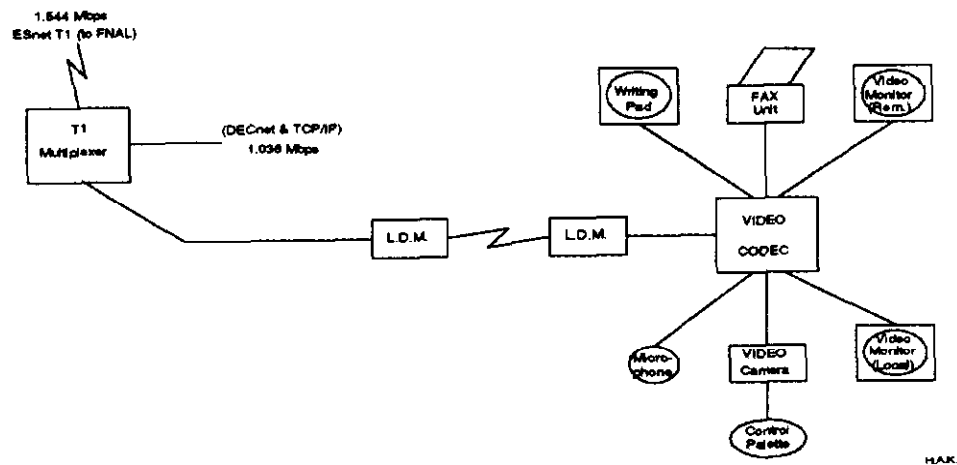 1.544 Mbps
ESnet T1 (to FNAL)
T1
Multiplexer
(DECnet & TCP/IP)
1.036 Mbps
L.D.M.
L.D.M.
Writing
Pad
FAX
Unit
Video
Monitor
(Rem.)
VIDEO
CODEC
Micro-
phone
VIDEO
Camera
Video
Monitor
(Local)
Control
Palette
H.A.K.